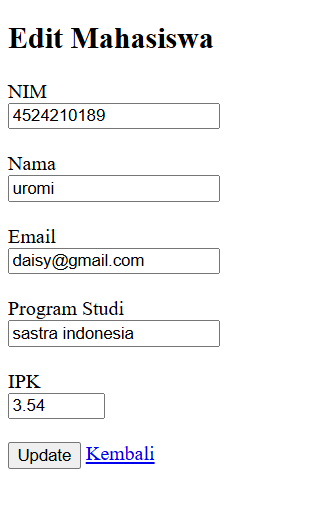 Edit Mahasiswa
NIM
4524210189
Nama
uromi
Email
daisy@gmail.com
Program Studi
sastra indonesia
IPK
3.54
Update Kembali